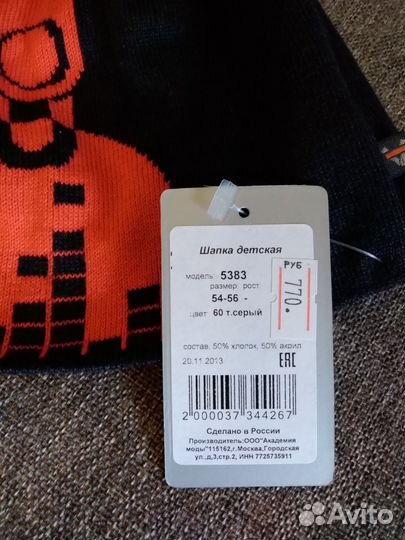 Шапка детская
модель 5383
размер рост
54-56 -
цвет 60 т.серый
РУБ
770.
состав 50% хлопок, 50% акрил
20.11.2013
EAC
2 000037 344267
Сделано в России
Производитель:ООО"Академия
моды"115162,г.Москва,Городская
ул.,д,3,стр.2, ИНН 7725735911
Avito